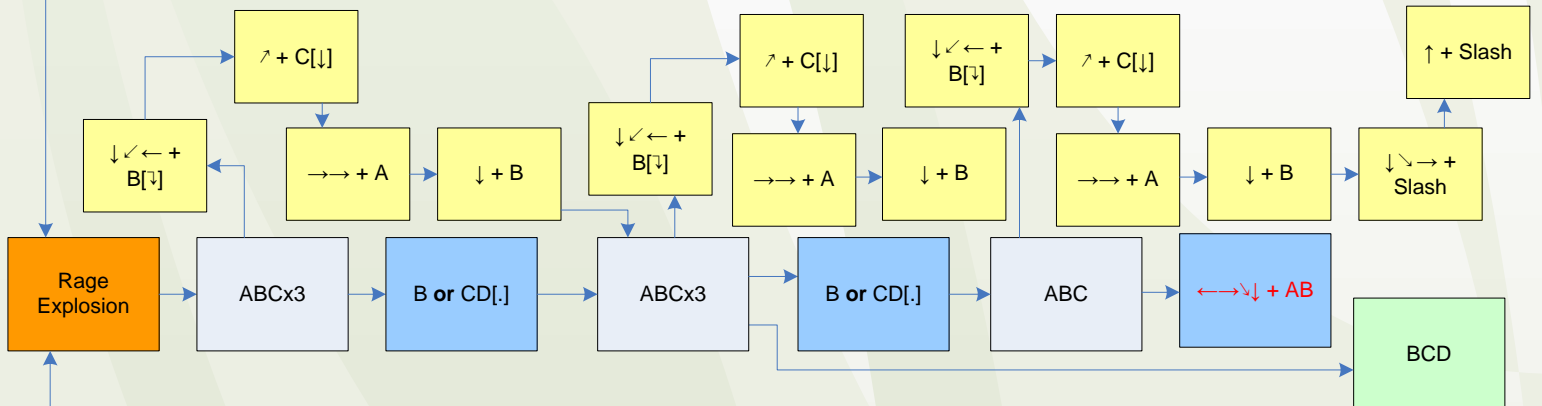 ↗ + C[↓]
↗ + C[↓]
↓↙← +
B[↴]
↗ + C[↓]
↑ + Slash
↓↙← +
B[↴]
→→ + A
↓ + B
↓↙← +
B[↴]
→→ + A
↓ + B
→→ + A
↓ + B
↓↘→ +
Slash
Rage
Explosion
ABCx3
B or CD[.]
ABCx3
B or CD[.]
ABC
←→↘↓ + AB
BCD